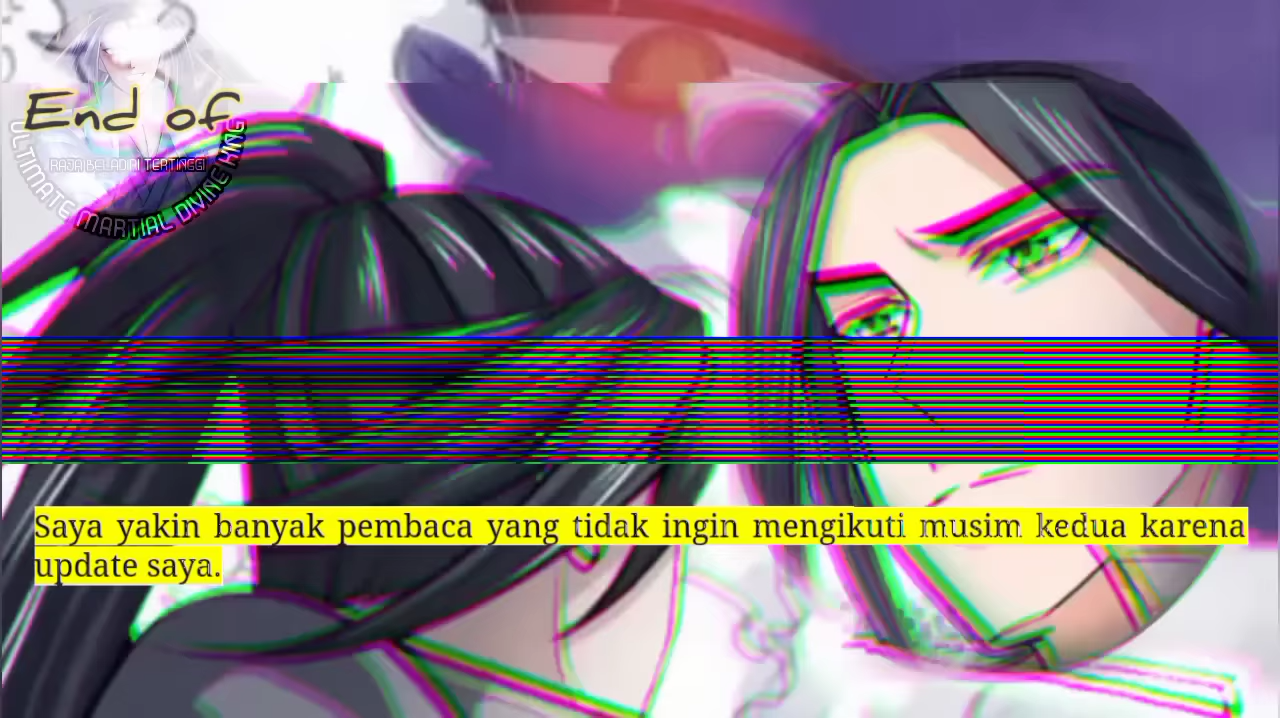 End of
RAJA BELADIRI TERTINGGI
ULTIMATE MARTIAL DIVINE KING
Saya yakin banyak pembaca yang tidak ingin mengikuti musim kedua karena
update saya.